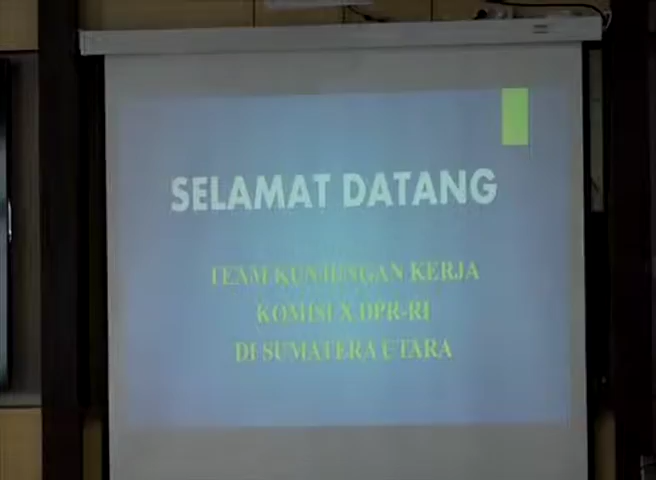 SELAMAT DATANG
TEAM KUNJUNGAN KERJA
KOMISI X DPR-RI
DI SUMATERA UTARA